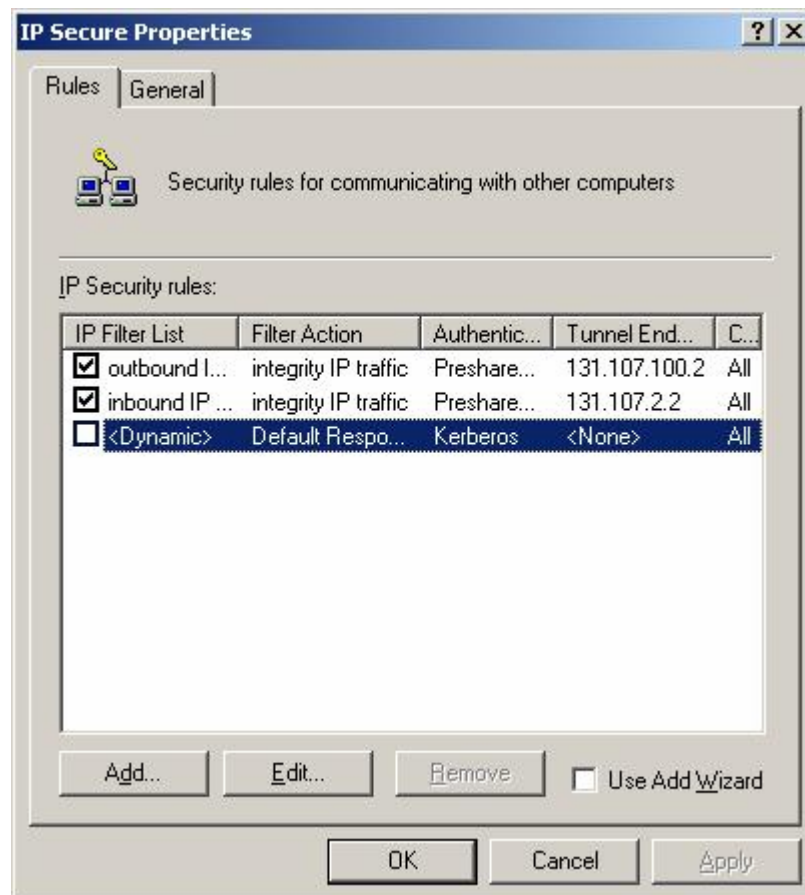 IP Secure Properties
Rules
General
Security rules for communicating with other computers
IP Security rules:
IP Filter List Filter Action Authentic... Tunnel End... C...
outbound I... integrity IP traffic Preshare... 131.107.100.2 All
inbound IP ... integrity IP traffic Preshare... 131.107.2.2 All
<Dynamic> Default Respo... Kerberos <None> All
Add... Edit... Remove Use Add Wizard
OK Cancel Apply